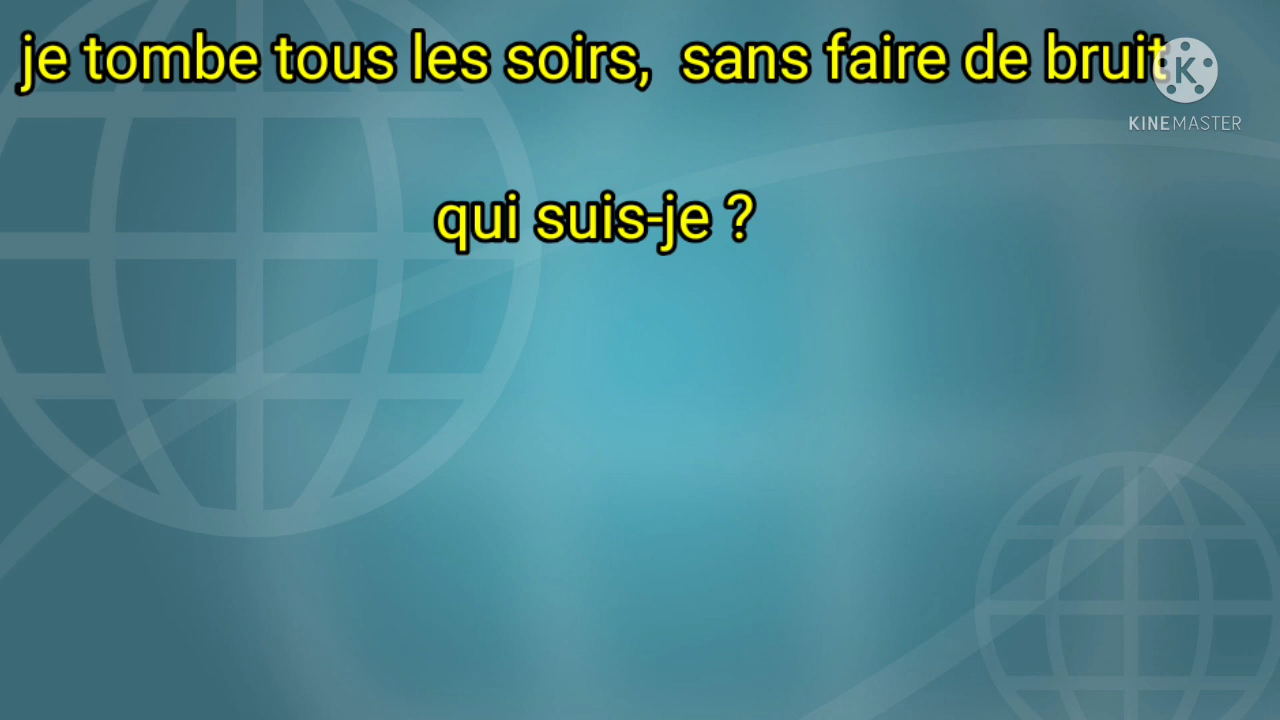 je tombe tous les soirs, sans faire de bruit
K
KINEMASTER
qui suis-je ?